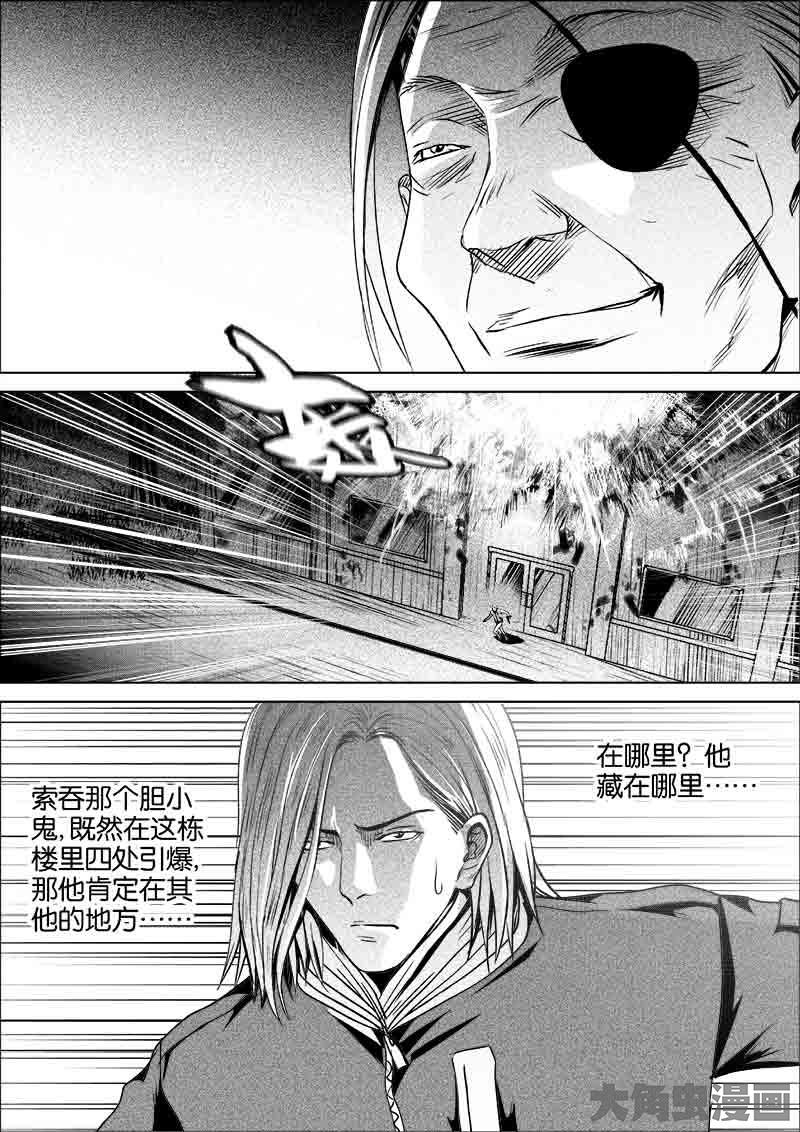 在哪里？他
藏在哪里……
索吞那个胆小
鬼,既然在这栋
楼里四处引爆,
那他肯定在其
他的地方……
大角虫漫画